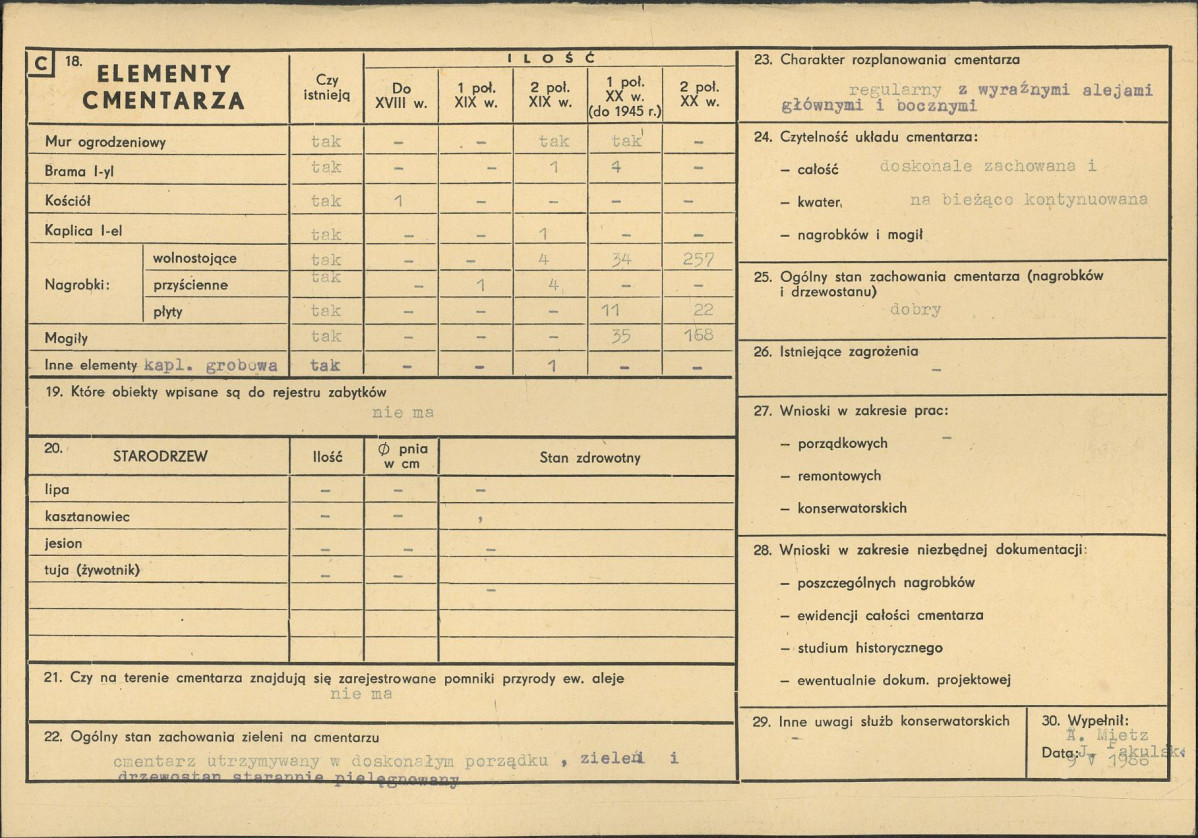 C 18. ELEMENTY CMENTARZA
Czy istnieją
ILOŚĆ
Do XVIII w.
1 poł. XIX w.
2 poł. XIX w.
1 poł. XX w. (do 1945 r.)
2 poł. XX w.
Mur ogrodzeniowy tak – – tak tak –
Brama l-yl tak – – 1 4 –
Kościół tak 1 – – – –
Kaplica l-el tak – – 1 – –
Nagrobki:
wolnostojące tak – – 4 34 257
przyścienne tak – 1 4 – –
płyty tak – – – 11 22
Mogiły tak – – – 35 168
Inne elementy kapl. grobowa tak – – 1 – –
19. Które obiekty wpisane są do rejestru zabytków
nie ma
20. STARODRZEW
Ilość
Ø pnia w cm
Stan zdrowotny
lipa – – –
kasztanowiec – – ,
jesion – – –
tuja (żywotnik) – –
–
21. Czy na terenie cmentarza znajdują się zarejestrowane pomniki przyrody ew. aleje
nie ma
22. Ogólny stan zachowania zieleni na cmentarzu
cmentarz utrzymywany w doskonałym porządku , zieleń i
drzewostan starannie pielęgnowany
23. Charakter rozplanowania cmentarza
regularny z wyraźnymi alejami
głównymi i bocznymi
24. Czytelność układu cmentarza:
– całość doskonale zachowana i
– kwater, na bieżąco kontynuowana
– nagrobków i mogił
25. Ogólny stan zachowania cmentarza (nagrobków
i drzewostanu)
dobry
26. Istniejące zagrożenia
–
27. Wnioski w zakresie prac:
– porządkowych –
– remontowych
– konserwatorskich
28. Wnioski w zakresie niezbędnej dokumentacji:
– poszczególnych nagrobków
– ewidencji całości cmentarza
– studium historycznego
– ewentualnie dokum. projektowej
29. Inne uwagi służb konserwatorskich
–
30. Wypełnił:
A. Mietz
Data: J. Pakulski
9 V 1986